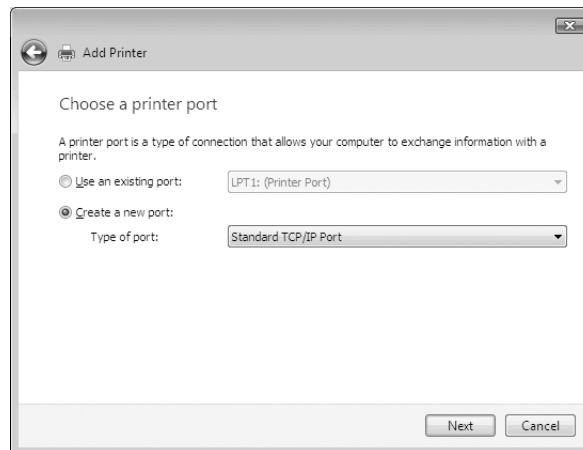 Add Printer
Choose a printer port
A printer port is a type of connection that allows your computer to exchange information with a
printer.
Use an existing port: LPT1: (Printer Port)
Create a new port:
Type of port: Standard TCP/IP Port
Next Cancel